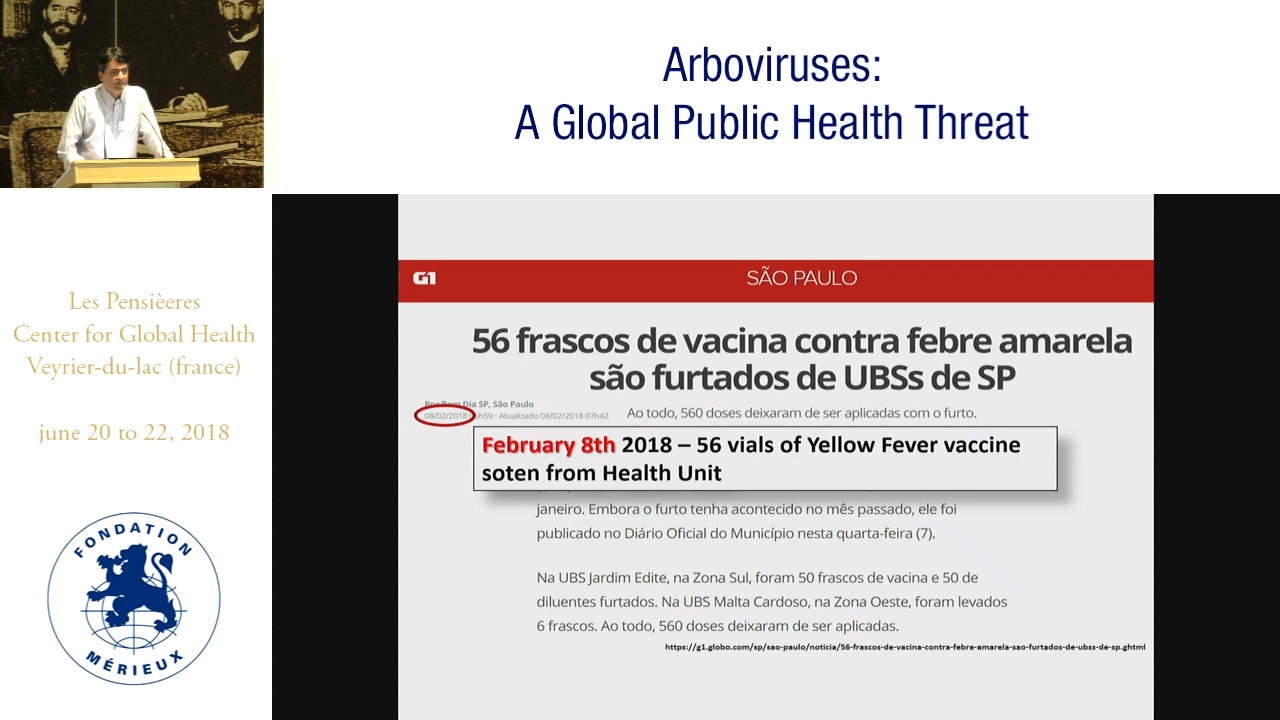 Arboviruses:
A Global Public Health Threat
Les Pensièeres
Center for Global Health
Veyrier-du-lac (france)
june 20 to 22, 2018
FONDATION
MÉRIEUX
G1
SÃO PAULO
56 frascos de vacina contra febre amarela
são furtados de UBSs de SP
Por Bom Dia SP, São Paulo
08/02/2018 06h59 - Atualizado 08/02/2018 07h42
Ao todo, 560 doses deixaram de ser aplicadas com o furto.
February 8th 2018 – 56 vials of Yellow Fever vaccine
soten from Health Unit
janeiro. Embora o furto tenha acontecido no mês passado, ele foi
publicado no Diário Oficial do Município nesta quarta-feira (7).
Na UBS Jardim Edite, na Zona Sul, foram 50 frascos de vacina e 50 de
diluentes furtados. Na UBS Malta Cardoso, na Zona Oeste, foram levados
6 frascos. Ao todo, 560 doses deixaram de ser aplicadas.
https://g1.globo.com/sp/sao-paulo/noticia/56-frascos-de-vacina-contra-febre-amarela-sao-furtados-de-ubss-de-sp.ghtml